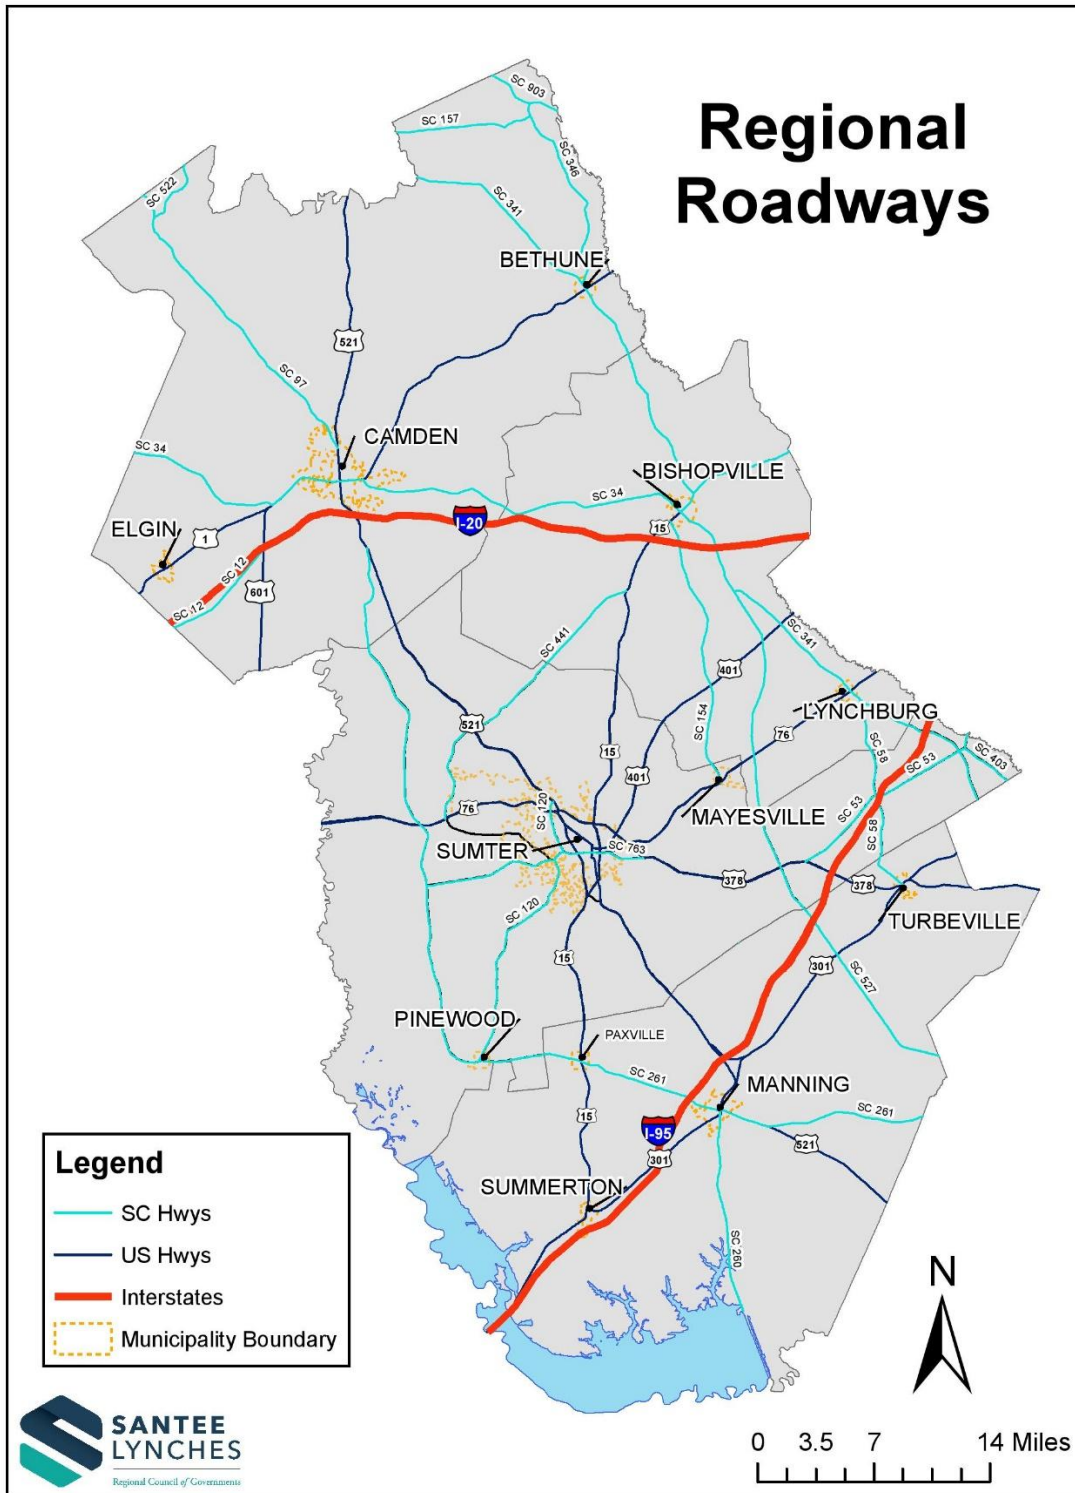 Regional
Roadways
SC 903
SC 157
SC 346
SC 522
SC 341
BETHUNE
521
SC 97
CAMDEN
SC 34
BISHOPVILLE
SC 34
I-20
15
ELGIN
1
SC 12
SC 12
601
SC 441
SC 341
401
LYNCHBURG
SC 154
521
76
SC 58
SC 403
15
SC 53
401
76
SC 120
MAYESVILLE
SC 53
SC 58
SUMTER
SC 763
378
378
SC 120
TURBEVILLE
15
301
SC 527
PINEWOOD
PAXVILLE
SC 261
MANNING
15
SC 261
I-95
521
301
SUMMERTON
SC 260
Legend
SC Hwys
US Hwys
Interstates
Municipality Boundary
N
SANTEE
LYNCHES
Regional Council of Governments
0 3.5 7 14 Miles